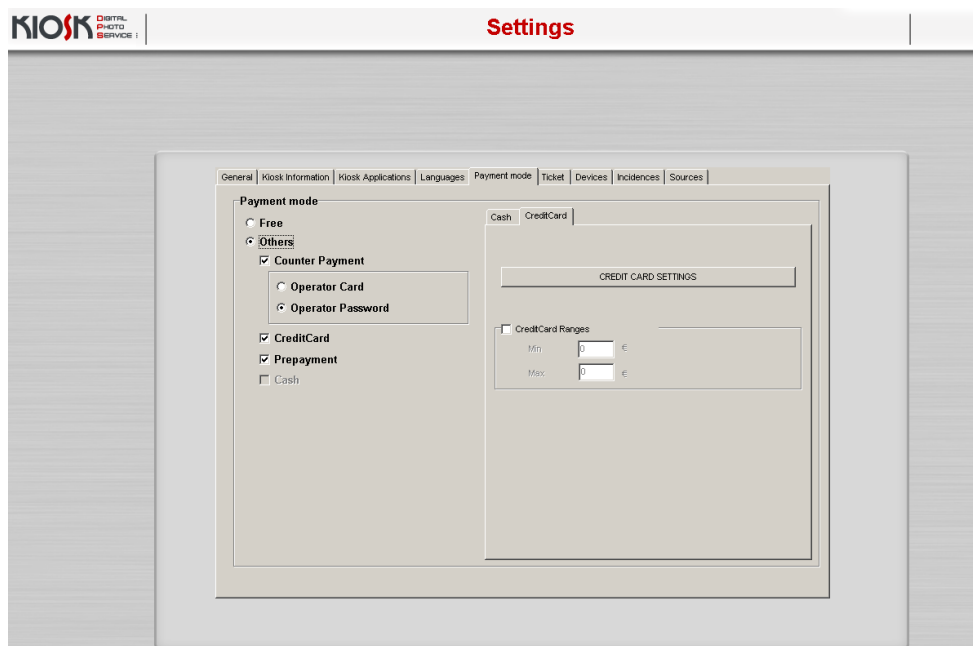 KIOSK DIGITAL PHOTO SERVICE
Settings
General Kiosk Information Kiosk Applications Languages Payment mode Ticket Devices Incidences Sources
Payment mode
Free
Others
Counter Payment
Operator Card
Operator Password
CreditCard
Prepayment
Cash
Cash CreditCard
CREDIT CARD SETTINGS
CreditCard Ranges
Min 0 €
Max 0 €